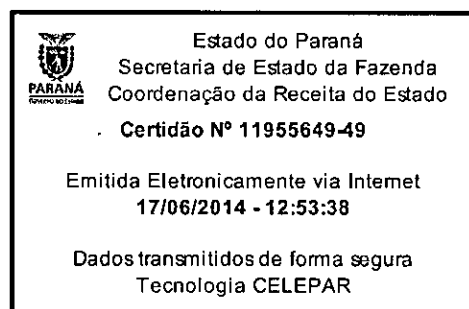 Estado do Paraná
Secretaria de Estado da Fazenda
PARANÁ
Coordenação da Receita do Estado
Certidão Nº 11955649-49
Emitida Eletronicamente via Internet
17/06/2014 - 12:53:38
Dados transmitidos de forma segura
Tecnologia CELEPAR